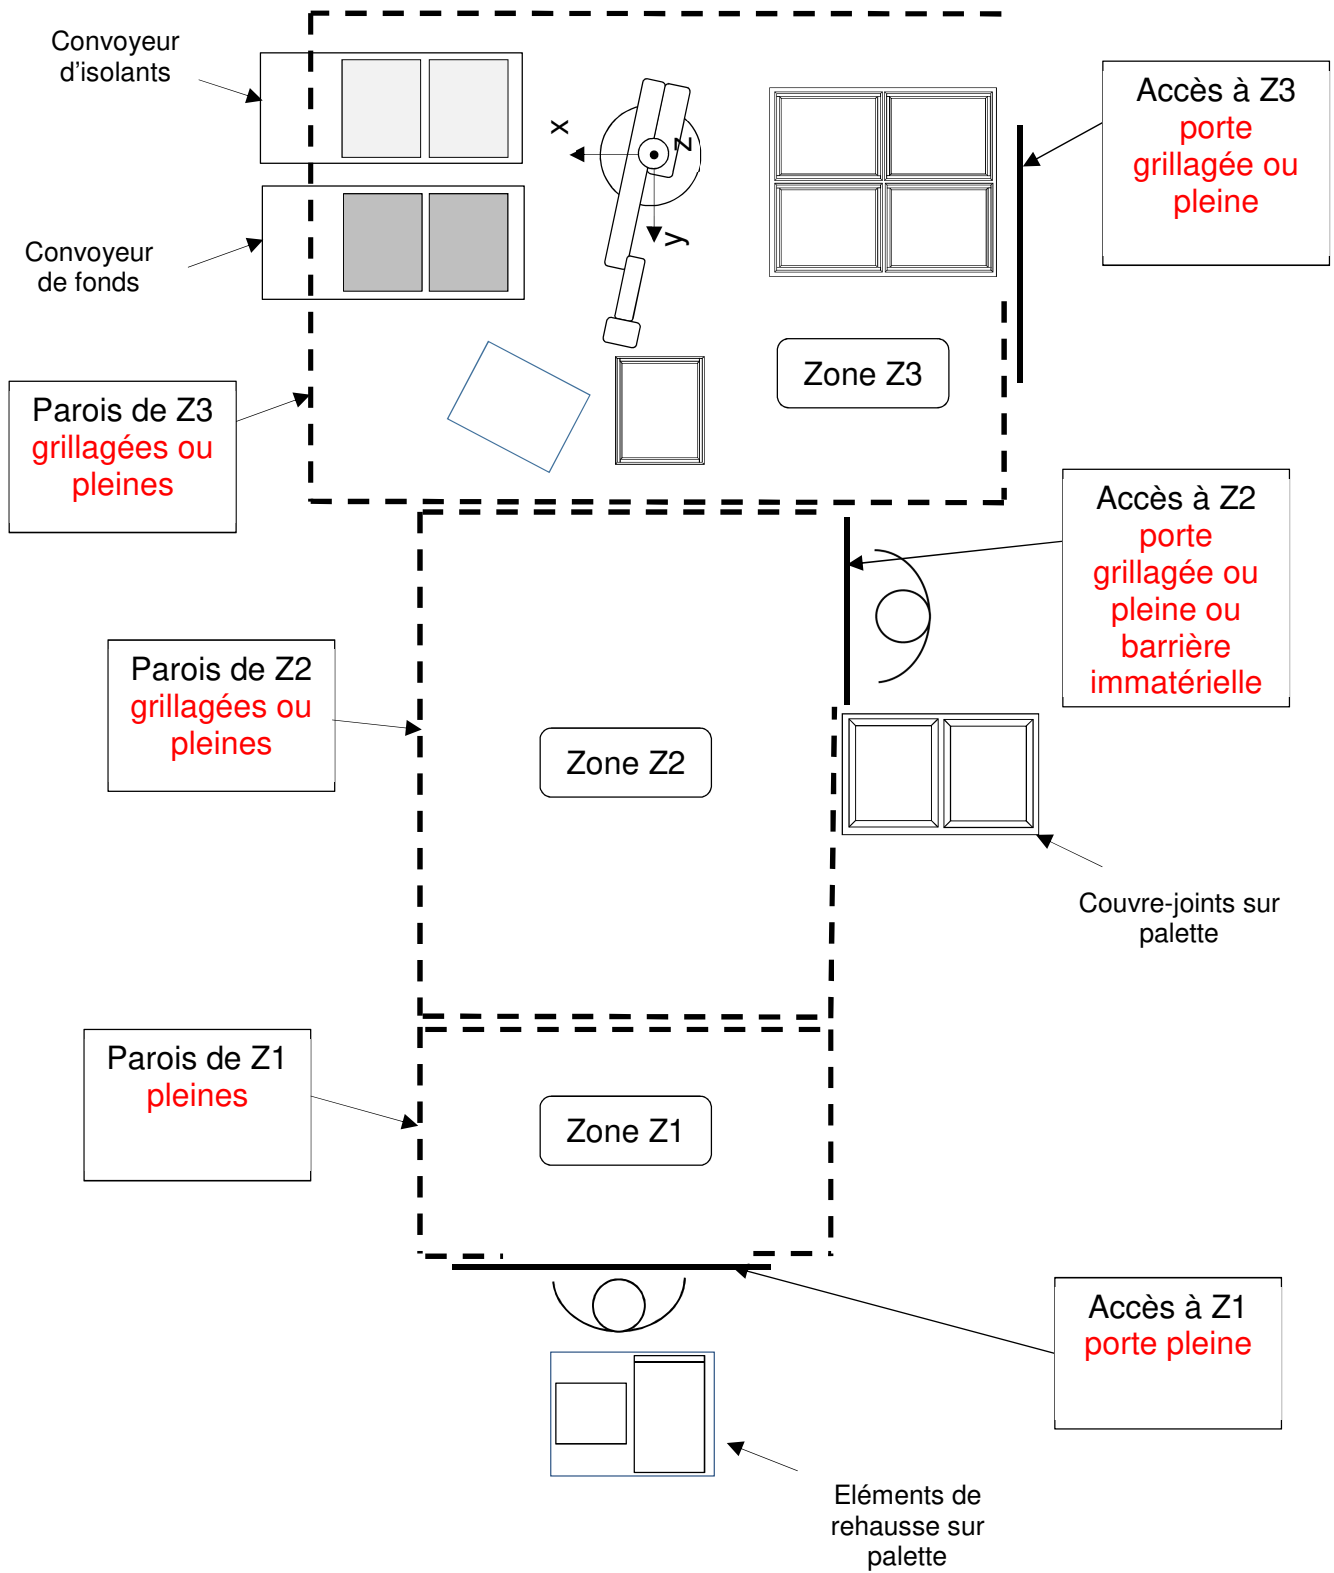 Convoyeur
d'isolants
Accès à Z3
porte
grillagée ou
pleine
x
z
y
Convoyeur
de fonds
Zone Z3
Parois de Z3
grillagées ou
pleines
Accès à Z2
porte
grillagée ou
pleine ou
barrière
immatérielle
Parois de Z2
grillagées ou
pleines
Zone Z2
Couvre-joints sur
palette
Parois de Z1
pleines
Zone Z1
Accès à Z1
porte pleine
Eléments de
rehausse sur
palette